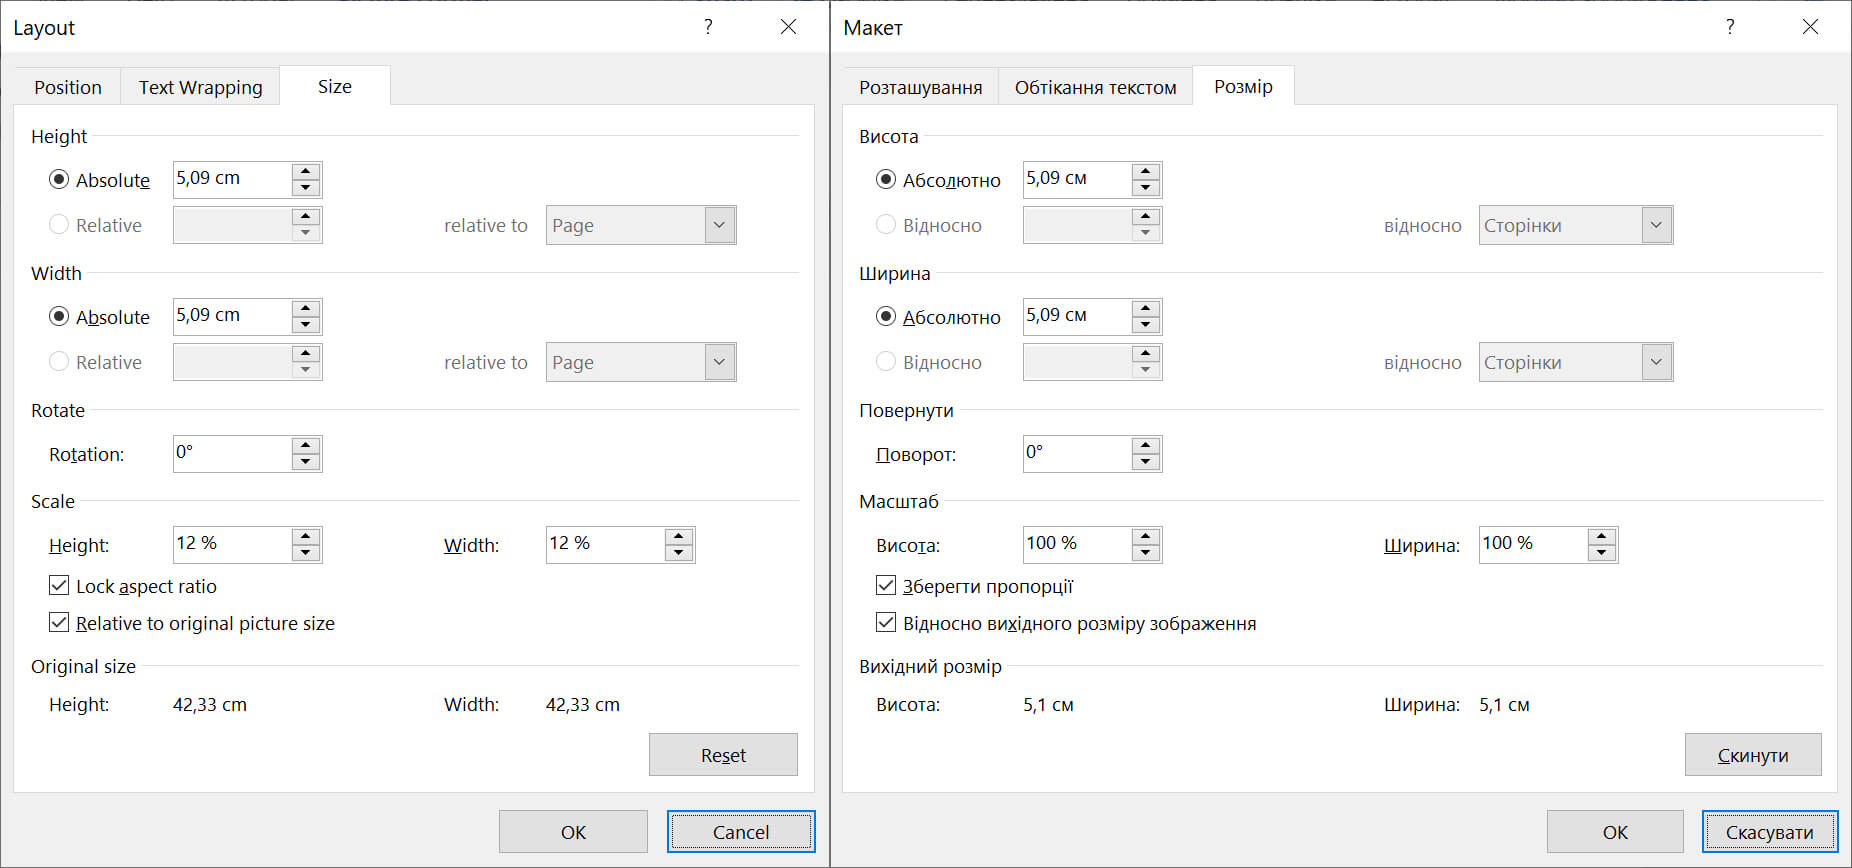 Layout
?
Position Text Wrapping Size
Height
Absolute 5,09 cm
Relative relative to Page
Width
Absolute 5,09 cm
Relative relative to Page
Rotate
Rotation: 0°
Scale
Height: 12 % Width: 12 %
Lock aspect ratio
Relative to original picture size
Original size
Height: 42,33 cm Width: 42,33 cm
Reset
OK Cancel
Макет
?
Розташування Обтікання текстом Розмір
Висота
Абсолютно 5,09 см
Відносно відносно Сторінки
Ширина
Абсолютно 5,09 см
Відносно відносно Сторінки
Повернути
Поворот: 0°
Масштаб
Висота: 100 % Ширина: 100 %
Зберегти пропорції
Відносно вихідного розміру зображення
Вихідний розмір
Висота: 5,1 см Ширина: 5,1 см
Скинути
ОК Скасувати